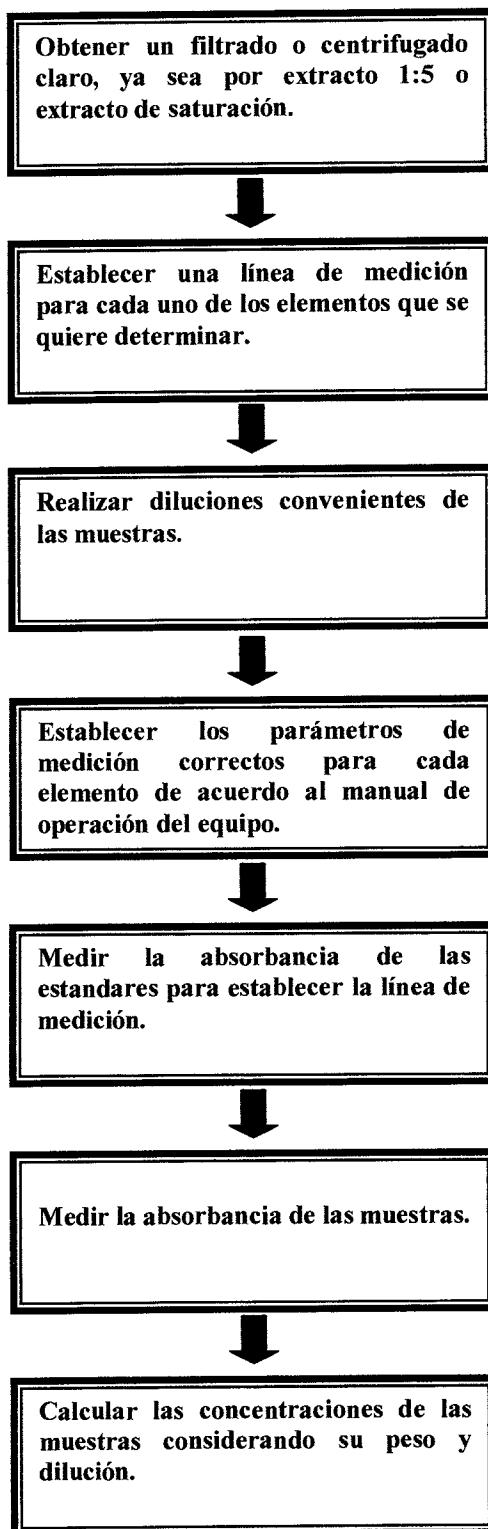 Obtener un filtrado o centrifugado
claro, ya sea por extracto 1:5 o
extracto de saturación.
Establecer una línea de medición
para cada uno de los elementos que se
quiere determinar.
Realizar diluciones convenientes de
las muestras.
Establecer los parámetros de
medición correctos para cada
elemento de acuerdo al manual de
operación del equipo.
Medir la absorbancia de las
estandares para establecer la línea de
medición.
Medir la absorbancia de las muestras.
Calcular las concentraciones de las
muestras considerando su peso y
dilución.